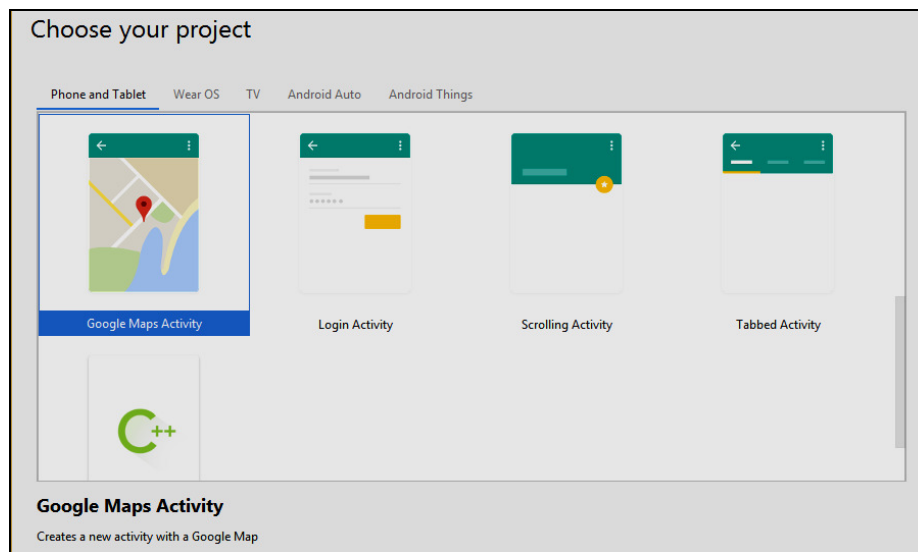 Choose your project
Phone and Tablet Wear OS TV Android Auto Android Things
Google Maps Activity Login Activity Scrolling Activity Tabbed Activity
C++
Google Maps Activity
Creates a new activity with a Google Map